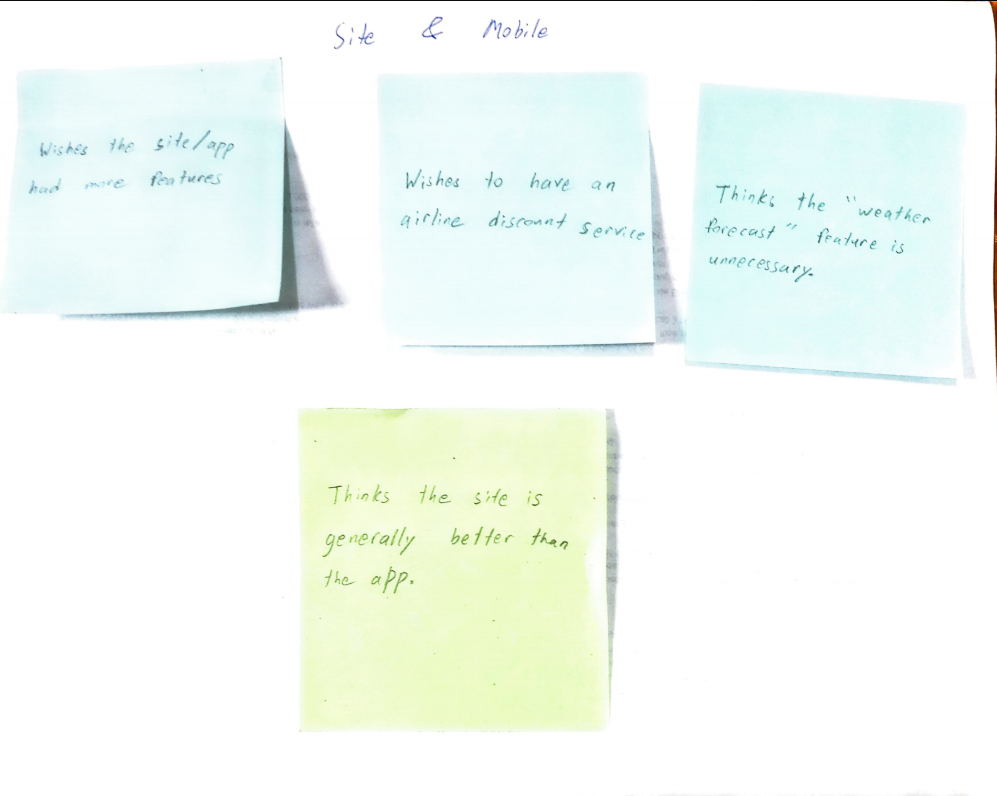 Site & Mobile
Wishes the site/app
had more features
Wishes to have an
airline discount service
Thinks the "weather
forecast" feature is
unnecessary.
Thinks the site is
generally better than
the app.